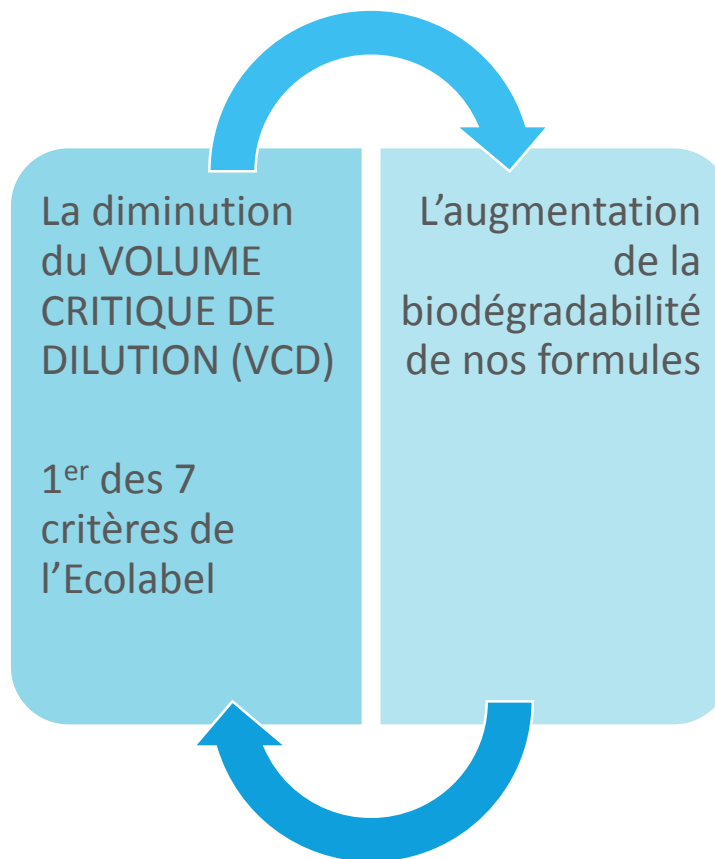 La diminution
du VOLUME
CRITIQUE DE
DILUTION (VCD)
1er des 7
critères de
l’Ecolabel
L’augmentation
de la
biodégradabilité
de nos formules